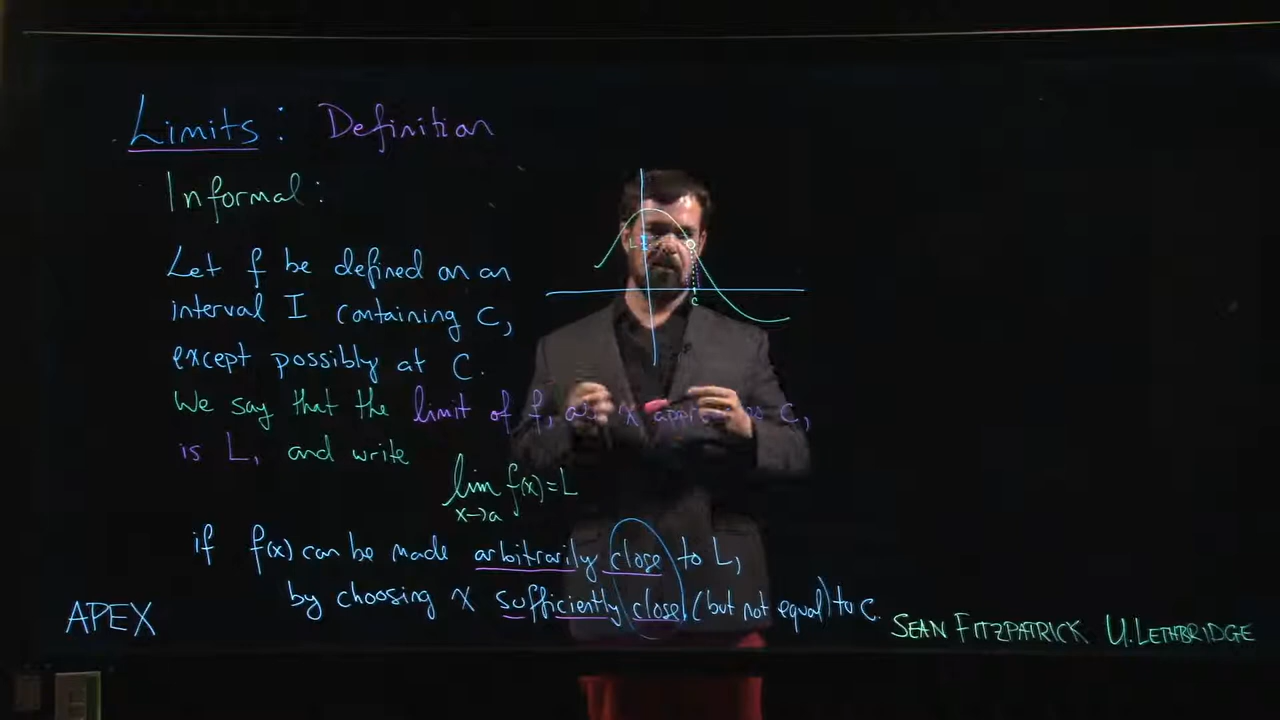 Limits: Definition
Informal:
L
c
Let f be defined on an
interval I containing c,
except possibly at c.
We say that the limit of f, as x approaches c,
is L, and write
lim f(x) = L
x→a
if f(x) can be made arbitrarily close to L,
by choosing x sufficiently close (but not equal) to c.
APEX
SEAN FITZPATRICK U. LETHBRIDGE